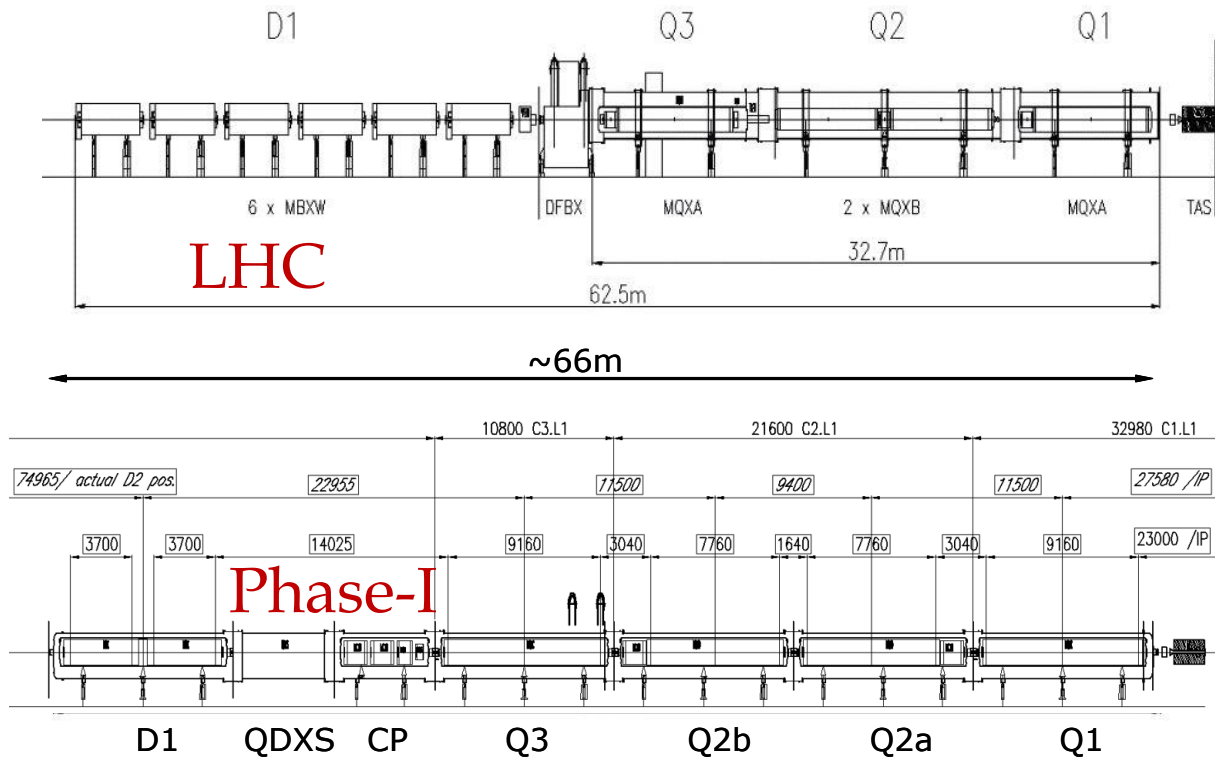 D1 Q3 Q2 Q1
6 x MBXW DFBX MQXA 2 x MQXB MQXA TAS
LHC
32.7m
62.5m
~66m
10800 C3.L1 21600 C2.L1 32980 C1.L1
74965/ actual D2 pos. 22955 11500 9400 11500 27580 /IP
3700 3700 14025 9160 3040 7760 1640 7760 3040 9160 23000 /IP
Phase-I
D1 QDXS CP Q3 Q2b Q2a Q1